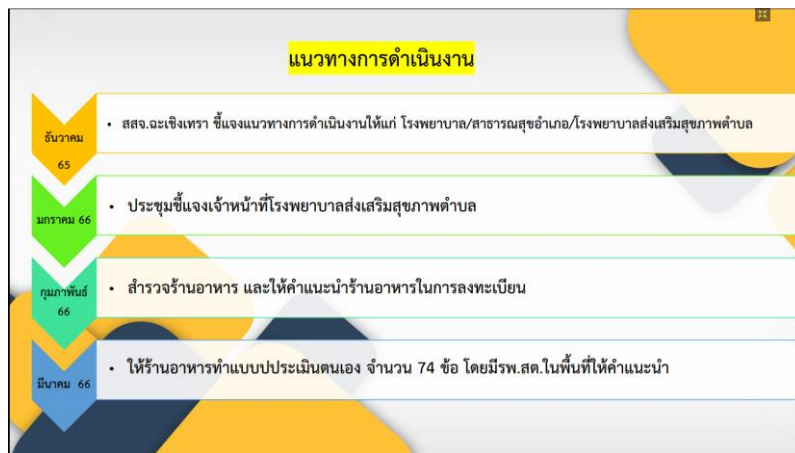 แนวทางการดำเนินงาน
ธันวาคม
65
• สสจ.ฉะเชิงเทรา ชี้แจงแนวทางการดำเนินงานให้แก่ โรงพยาบาล/สาธารณสุขอำเภอ/โรงพยาบาลส่งเสริมสุขภาพตำบล
มกราคม 66
• ประชุมชี้แจงเจ้าหน้าที่โรงพยาบาลส่งเสริมสุขภาพตำบล
กุมภาพันธ์
66
• สำรวจร้านอาหาร และให้คำแนะนำร้านอาหารในการลงทะเบียน
มีนาคม 66
• ให้ร้านอาหารทำแบบปประเมินตนเอง จำนวน 74 ข้อ โดยมีรพ.สต.ในพื้นที่ให้คำแนะนำ